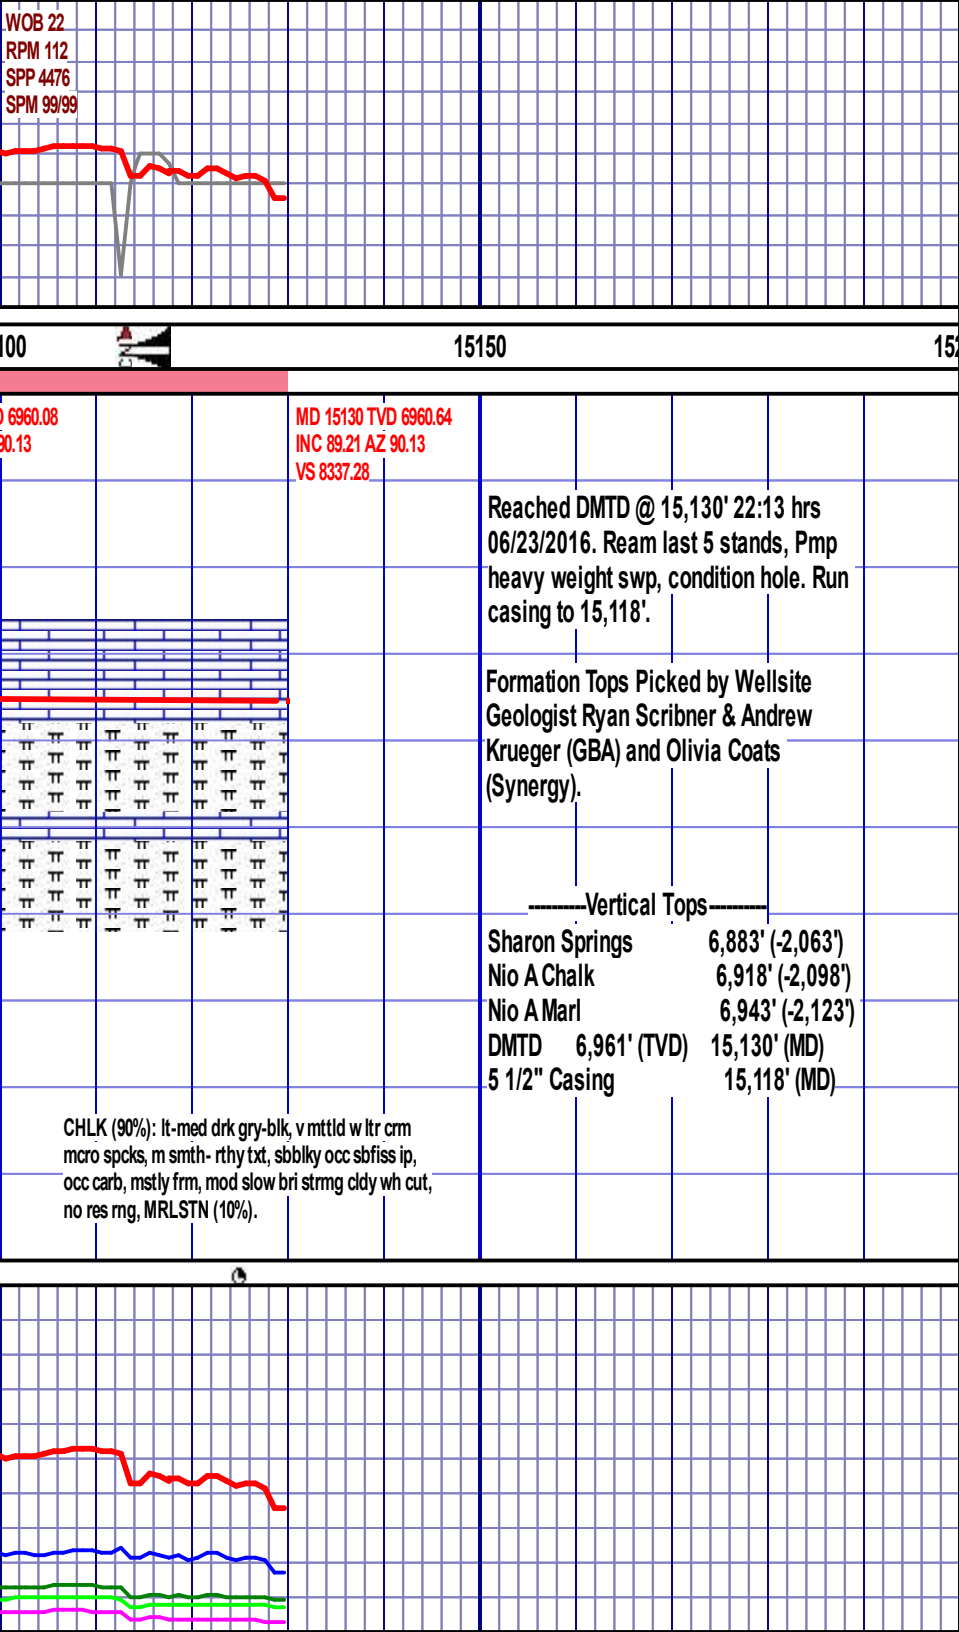 WOB 22
RPM 112
SPP 4476
SPM 99/99
100
CN
15150
152
D 6960.08
90.13
MD 15130 TVD 6960.64
INC 89.21 AZ 90.13
VS 8337.28
Reached DMTD @ 15,130' 22:13 hrs
06/23/2016. Ream last 5 stands, Pmp
heavy weight swp, condition hole. Run
casing to 15,118'.
Formation Tops Picked by Wellsite
Geologist Ryan Scribner & Andrew
Krueger (GBA) and Olivia Coats
(Synergy).
----------Vertical Tops----------
Sharon Springs 6,883' (-2,063')
Nio A Chalk 6,918' (-2,098')
Nio A Marl 6,943' (-2,123')
DMTD 6,961' (TVD) 15,130' (MD)
5 1/2" Casing 15,118' (MD)
CHLK (90%): lt-med drk gry-blk, v mttld w ltr crm
mcro spcks, m smth- rthy txt, sbblky occ sbfiss ip,
occ carb, mstly frm, mod slow bri strmg cldy wh cut,
no res rng, MRLSTN (10%).